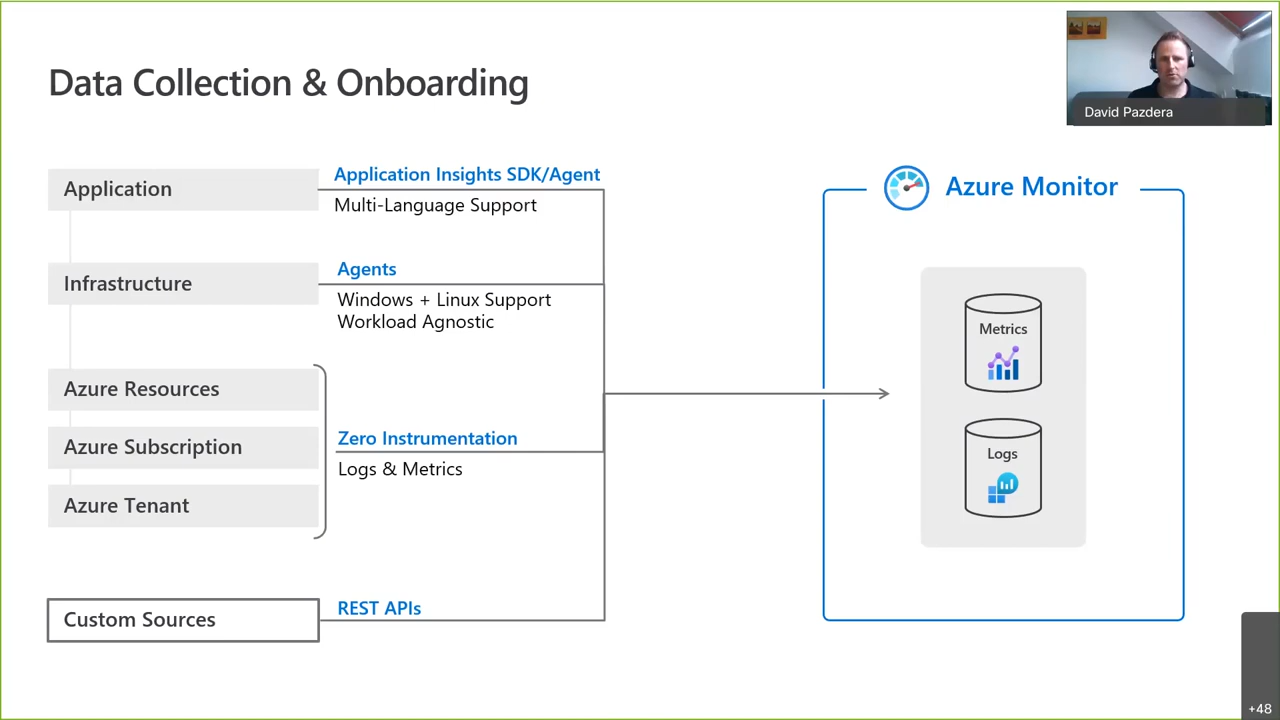 Data Collection & Onboarding
David Pazdera
Application
Application Insights SDK/Agent
Multi-Language Support
Infrastructure
Agents
Windows + Linux Support
Workload Agnostic
Azure Resources
Azure Subscription
Azure Tenant
Zero Instrumentation
Logs & Metrics
Custom Sources
REST APIs
Azure Monitor
Metrics
Logs
+48